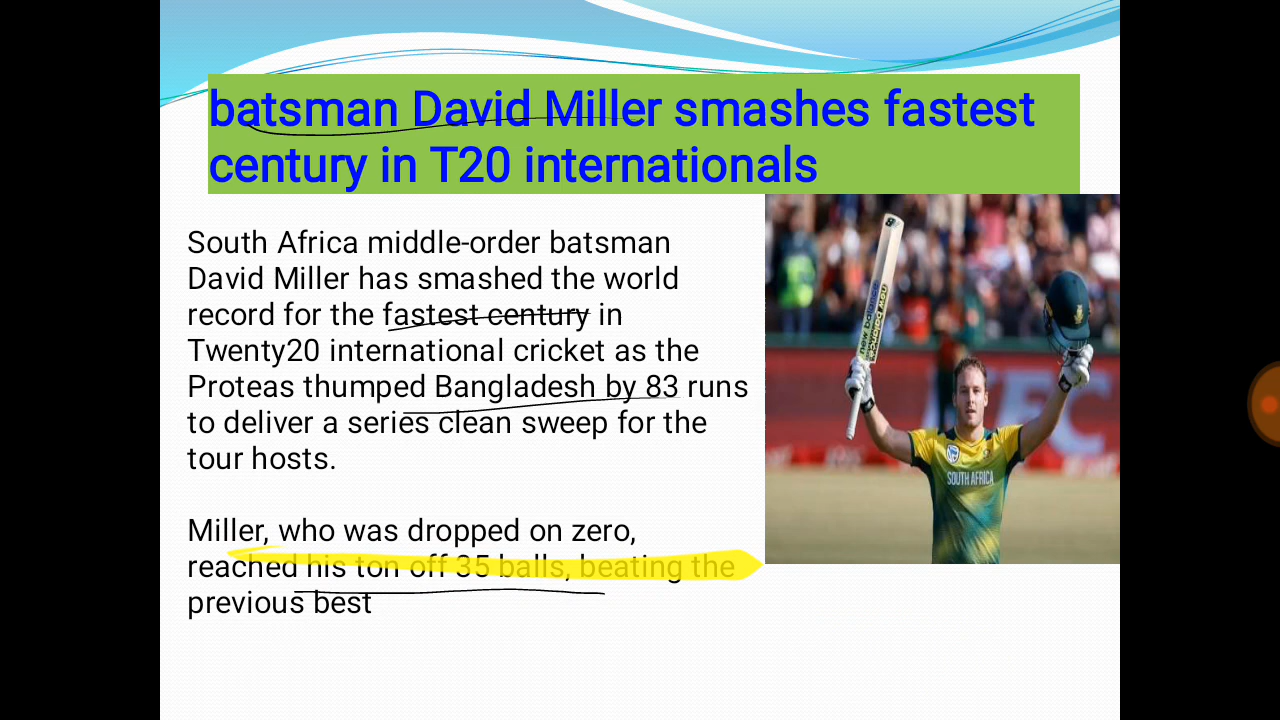 batsman David Miller smashes fastest
century in T20 internationals
South Africa middle-order batsman
David Miller has smashed the world
record for the fastest century in
Twenty20 international cricket as the
Proteas thumped Bangladesh by 83 runs
to deliver a series clean sweep for the
tour hosts.
Miller, who was dropped on zero,
reached his ton off 35 balls, beating the
previous best
new balance
KFC
SOUTH AFRICA